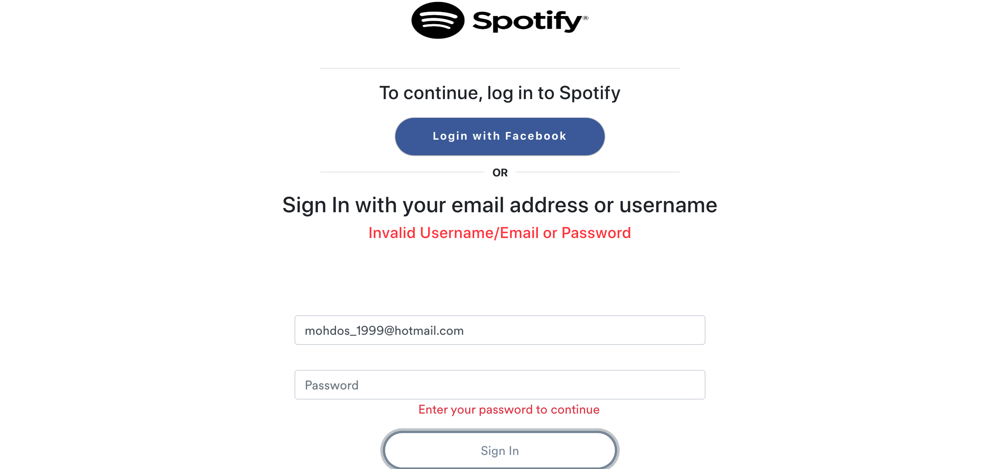 Spotify®
To continue, log in to Spotify
Login with Facebook
OR
Sign In with your email address or username
Invalid Username/Email or Password
mohdos_1999@hotmail.com
Password
Enter your password to continue
Sign In